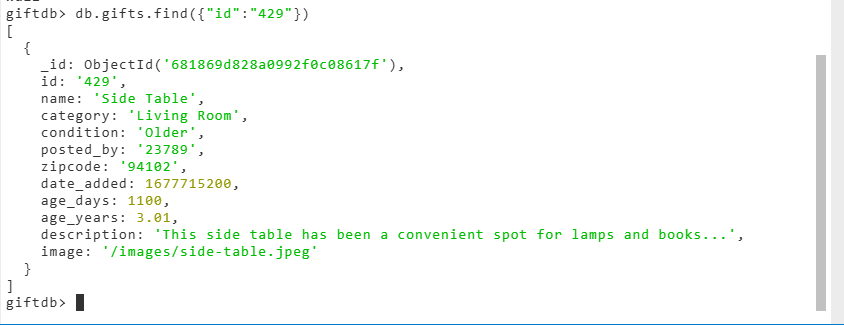 giftdb> db.gifts.find({"id":"429"})
[
  {
    _id: ObjectId('681869d828a0992f0c08617f'),
    id: '429',
    name: 'Side Table',
    category: 'Living Room',
    condition: 'Older',
    posted_by: '23789',
    zipcode: '94102',
    date_added: 1677715200,
    age_days: 1100,
    age_years: 3.01,
    description: 'This side table has been a convenient spot for lamps and books...',
    image: '/images/side-table.jpeg'
  }
]
giftdb>